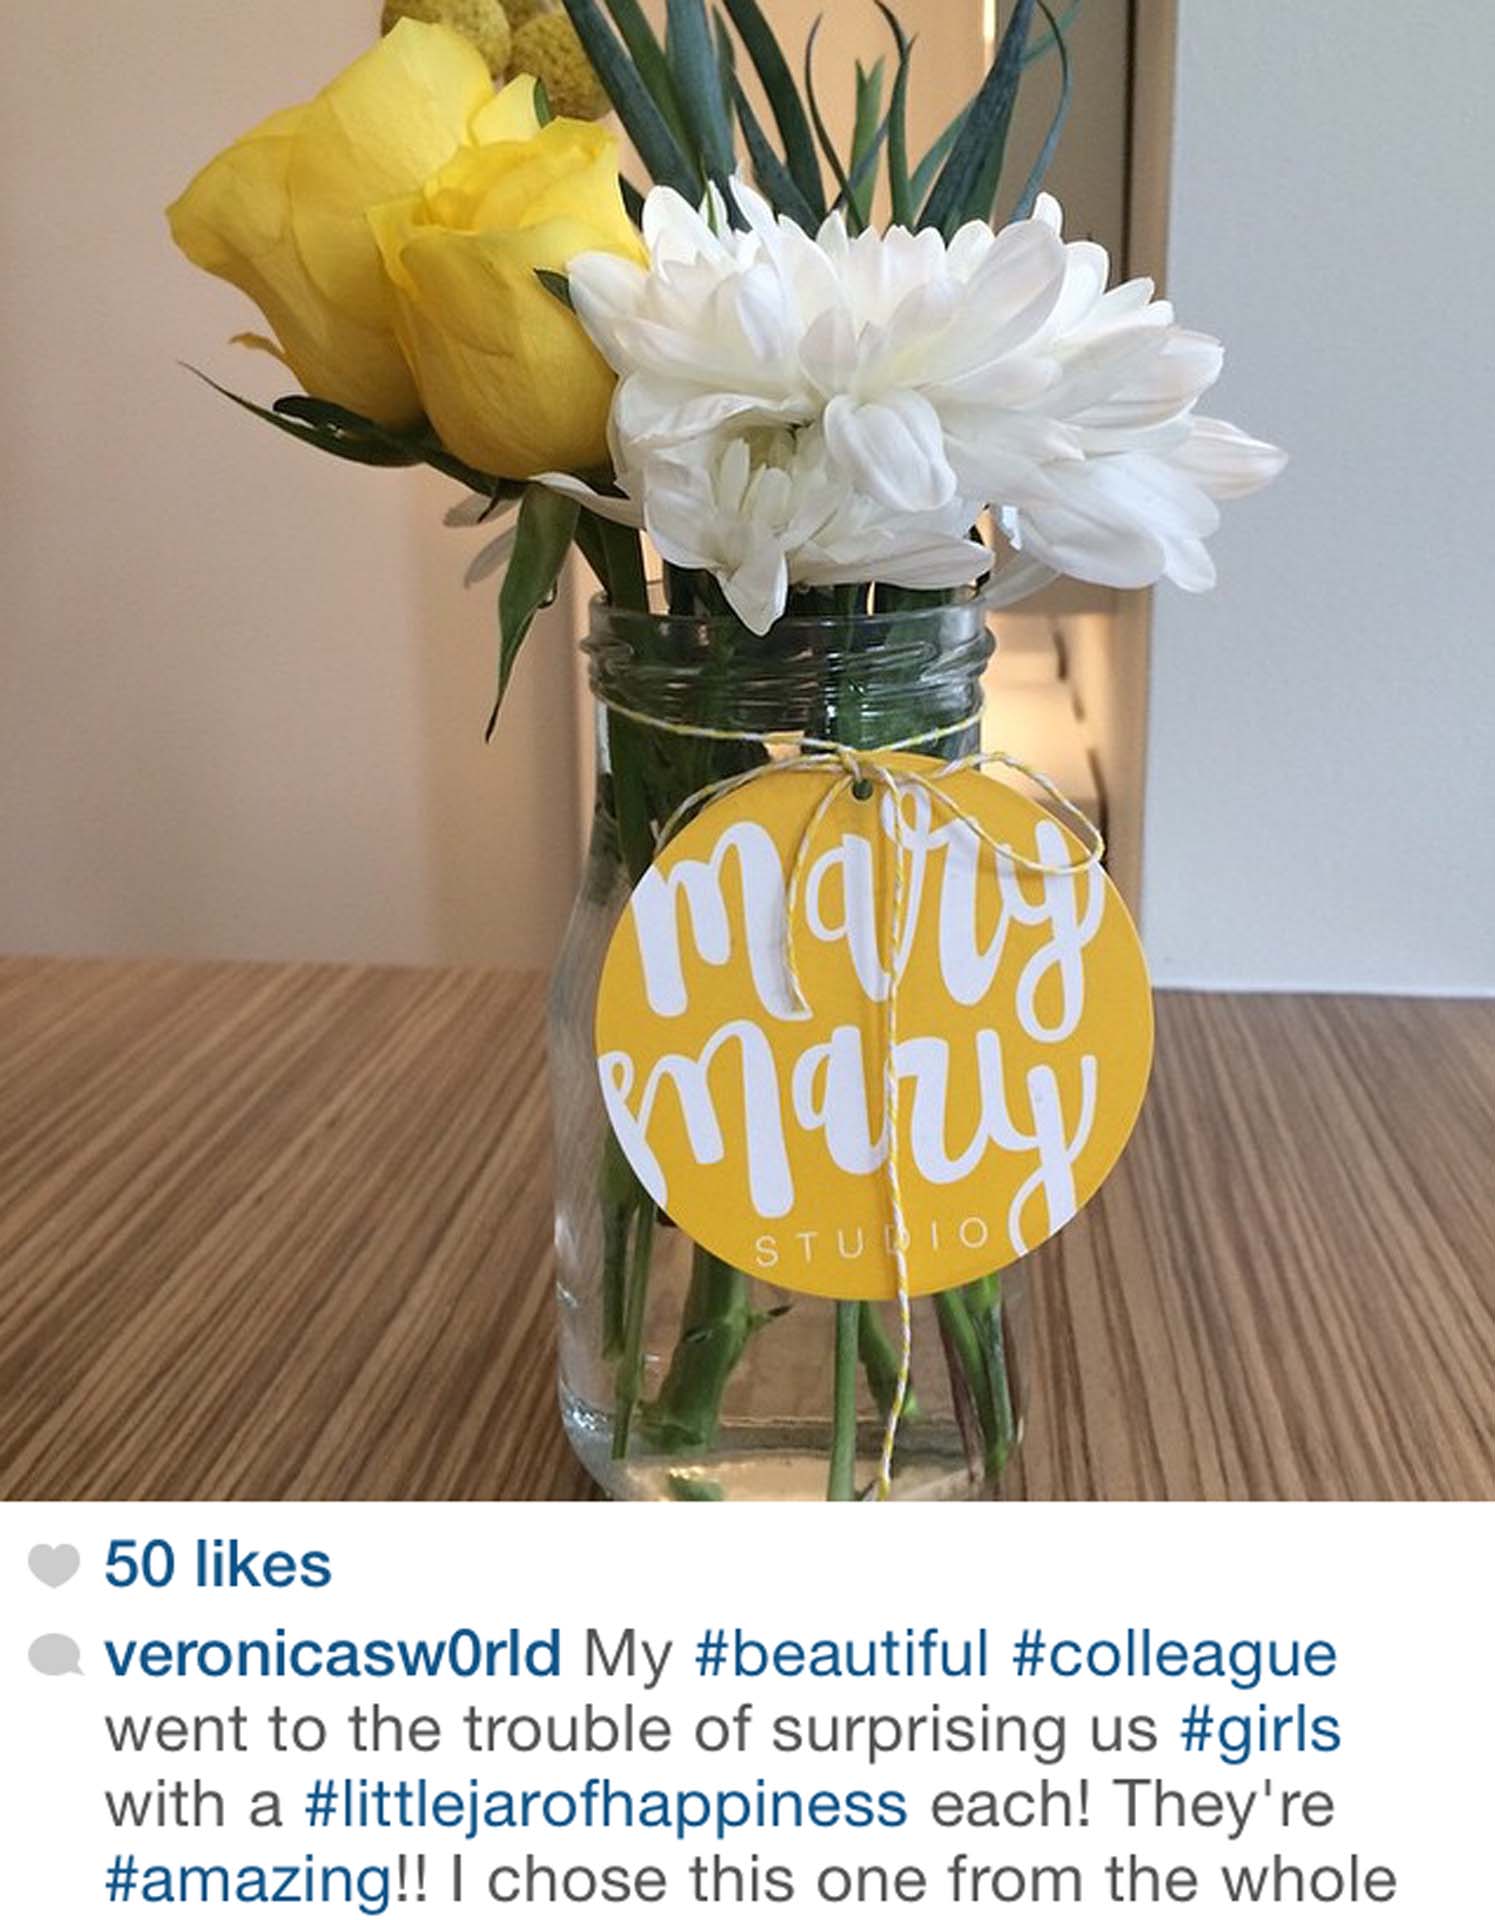 mary
mary
STUDIO
50 likes
veronicasw0rld My #beautiful #colleague
went to the trouble of surprising us #girls
with a #littlejarofhappiness each! They're
#amazing!! I chose this one from the whole